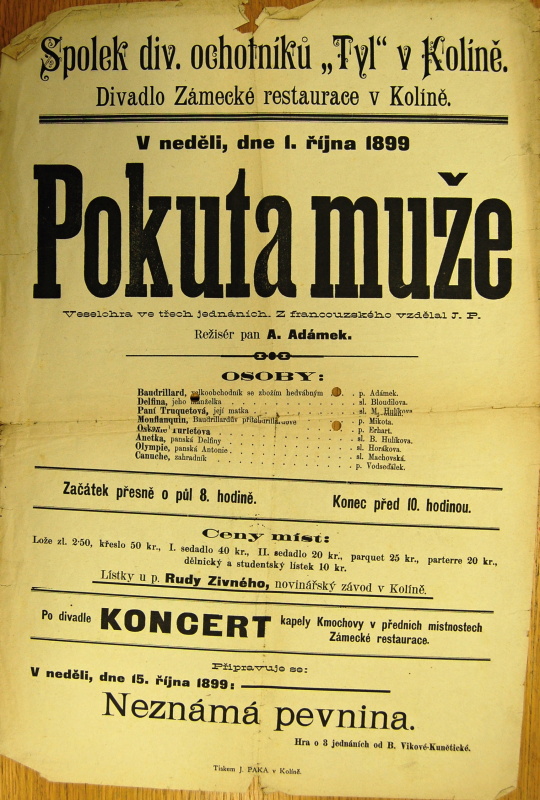 Spolek div. ochotníků „Tyl“ v Kolíně.
Divadlo Zámecké restaurace v Kolíně.
V neděli, dne 1. října 1899
Pokuta muže
Veselohra ve třech jednáních. Z francouzského vzdělal J. P.
Režisér pan A. Adámek.
OSOBY:
Baudrillard, velkoobchodník se zbožím hedvábným . . p. Adámek.
Delfina, jeho manželka . . . . . . . . . . sl. Bloudilova.
Paní Truquetová, její matka . . . . . . . . . . sl. M. Hulíkova
Monflanquin, Baudrillardův . . p. Mikota.
Turletova . . . . . . . . . . p. Erhart.
Anetka, panská Delfiny . . . . . . . . . . sl. B. Hulíkova.
Olympie, panská Antonie . . . . . . . . . . sl. Horákova.
Canuche, zahradník . . . . . . . . . . sl. Machovská.
p. Vodseďálek.
Začátek přesně o půl 8. hodině. Konec před 10. hodinou.
Ceny míst:
Lože zl. 2·50, křeslo 50 kr., I. sedadlo 40 kr., II. sedadlo 20 kr., parquet 25 kr., parterre 20 kr.,
dělnický a studentský lístek 10 kr.
Lístky u p. Rudy Zivného, novinářský závod v Kolíně.
Po divadle KONCERT kapely Kmochovy v předních místnostech
Zámecké restaurace.
Připravuje se:
V neděli, dne 15. října 1899:
Neznámá pevnina.
Hra o 3 jednáních od B. Vikové-Kunětické.
Tiskem J. PAKA v Kolíně.